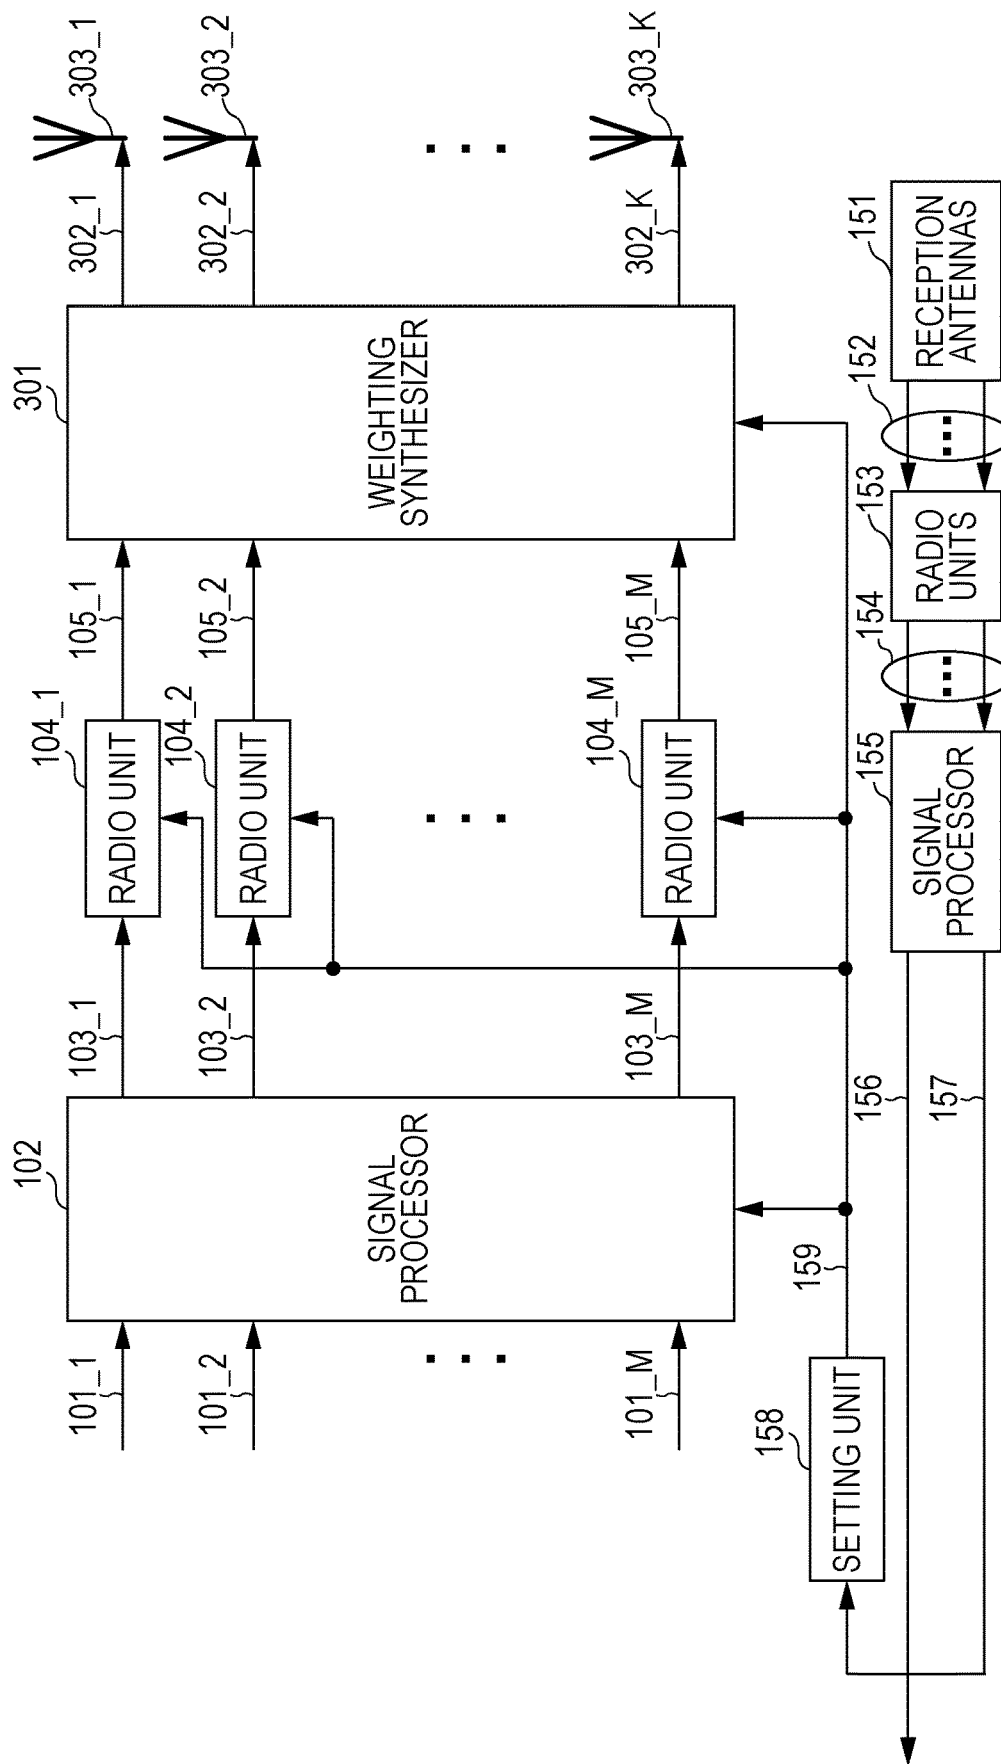 101_1
101_2
101_M
102
SIGNAL
PROCESSOR
103_1
103_2
103_M
104_1
RADIO UNIT
104_2
RADIO UNIT
104_M
RADIO UNIT
105_1
105_2
105_M
301
WEIGHTING
SYNTHESIZER
302_1
302_2
302_K
303_1
303_2
303_K
158
SETTING UNIT
159
156
157
155
SIGNAL
PROCESSOR
154
153
RADIO
UNITS
152
151
RECEPTION
ANTENNAS